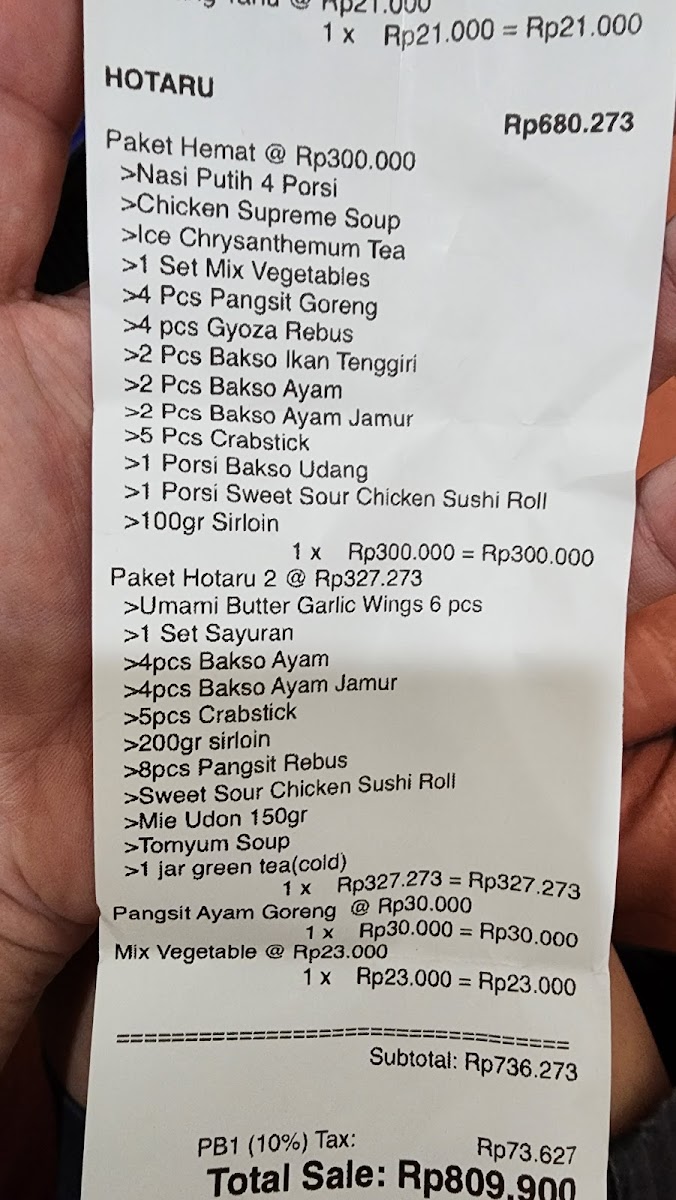 @ Rp21.000
1 x Rp21.000 = Rp21.000
HOTARU
Rp680.273
Paket Hemat @ Rp300.000
>Nasi Putih 4 Porsi
>Chicken Supreme Soup
>Ice Chrysanthemum Tea
>1 Set Mix Vegetables
>4 Pcs Pangsit Goreng
>4 pcs Gyoza Rebus
>2 Pcs Bakso Ikan Tenggiri
>2 Pcs Bakso Ayam
>2 Pcs Bakso Ayam Jamur
>5 Pcs Crabstick
>1 Porsi Bakso Udang
>1 Porsi Sweet Sour Chicken Sushi Roll
>100gr Sirloin
1 x Rp300.000 = Rp300.000
Paket Hotaru 2 @ Rp327.273
>Umami Butter Garlic Wings 6 pcs
>1 Set Sayuran
>4pcs Bakso Ayam
>4pcs Bakso Ayam Jamur
>5pcs Crabstick
>200gr sirloin
>8pcs Pangsit Rebus
>Sweet Sour Chicken Sushi Roll
>Mie Udon 150gr
>Tomyum Soup
>1 jar green tea(cold)
1 x Rp327.273 = Rp327.273
Pangsit Ayam Goreng @ Rp30.000
1 x Rp30.000 = Rp30.000
Mix Vegetable @ Rp23.000
1 x Rp23.000 = Rp23.000
==================================
Subtotal: Rp736.273
PB1 (10%) Tax: Rp73.627
Total Sale: Rp809.900